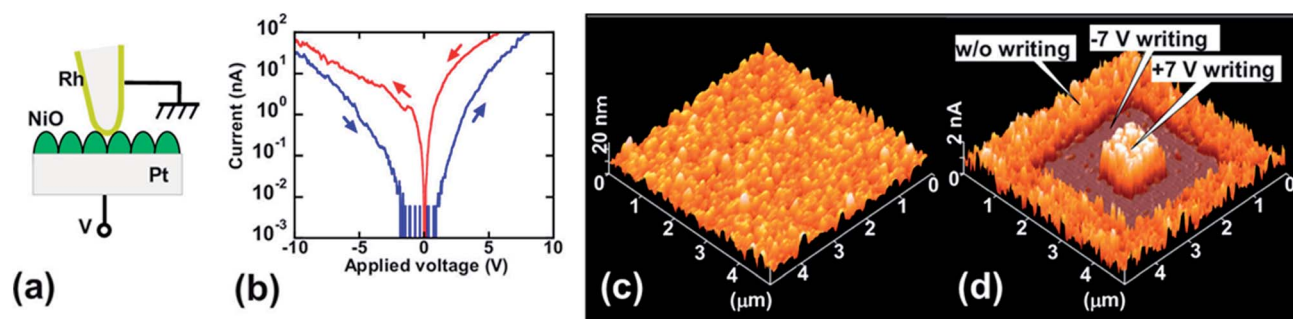 (a)
Rh
NiO
Pt
V
(b)
Current (nA)
10²
10¹
10⁰
10⁻¹
10⁻²
10⁻³
-10
-5
0
5
10
Applied voltage (V)
(c)
20 nm
0
1
2
3
4
(μm)
4
3
2
1
0
(d)
w/o writing
-7 V writing
+7 V writing
2 nA
0
1
2
3
4
(μm)
4
3
2
1
0